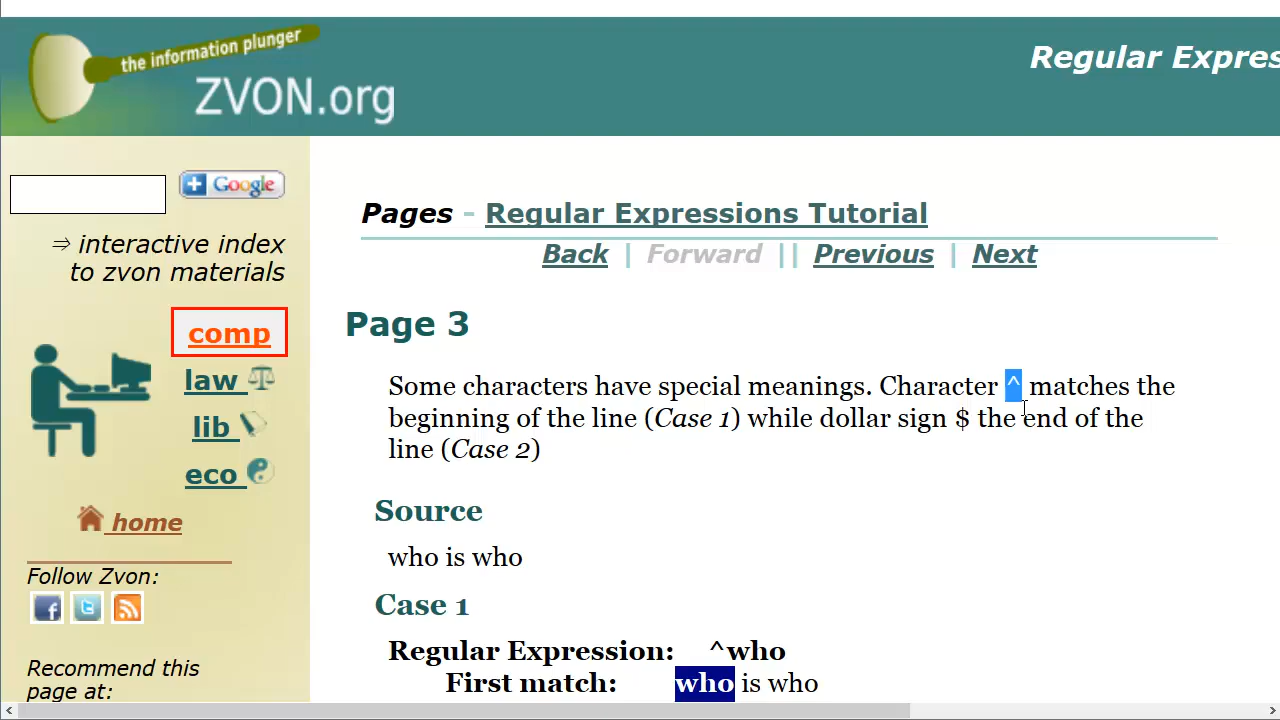 the information plunger
ZVON.org
Regular Expres
Google
⇒ interactive index
to zvon materials
comp
law
lib
eco
home
Follow Zvon:
Recommend this
page at:
Pages - Regular Expressions Tutorial
Back | Forward || Previous | Next
Page 3
Some characters have special meanings. Character ^ matches the
beginning of the line (Case 1) while dollar sign $ the end of the
line (Case 2)
Source
who is who
Case 1
Regular Expression: ^who
First match: who is who